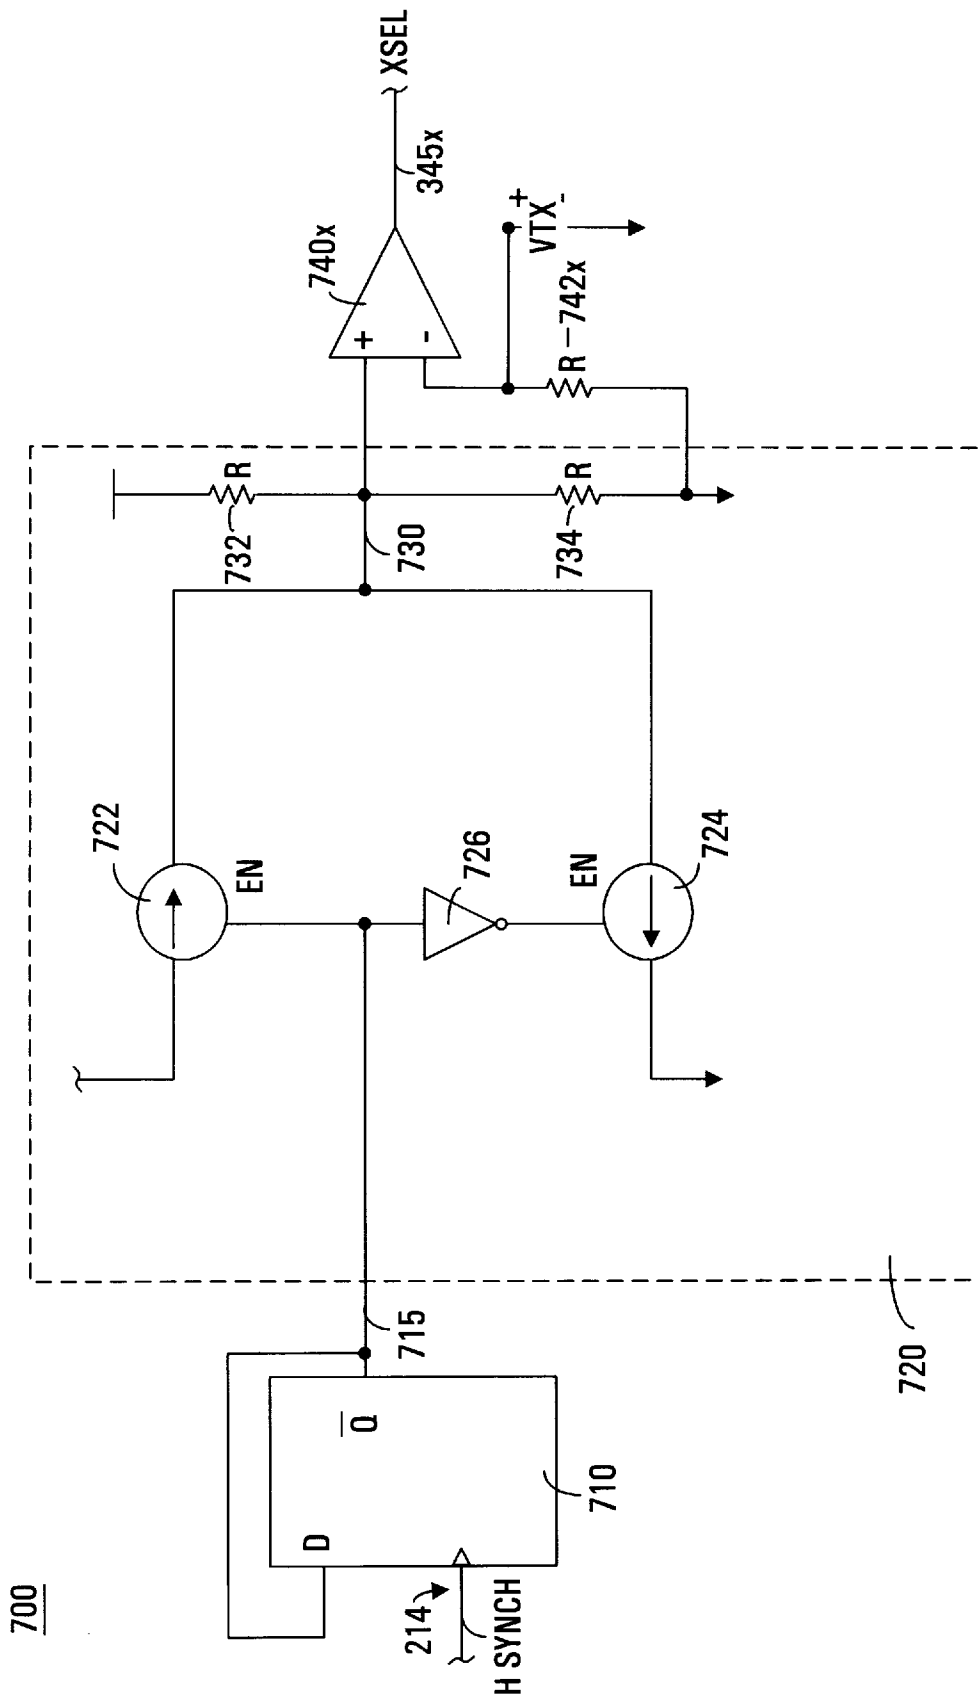 700
214
H SYNCH
D
Q
710
715
720
722
EN
726
EN
724
732
R
730
734
R
740x
+
-
345x
XSEL
R
742x
+
VTX
-